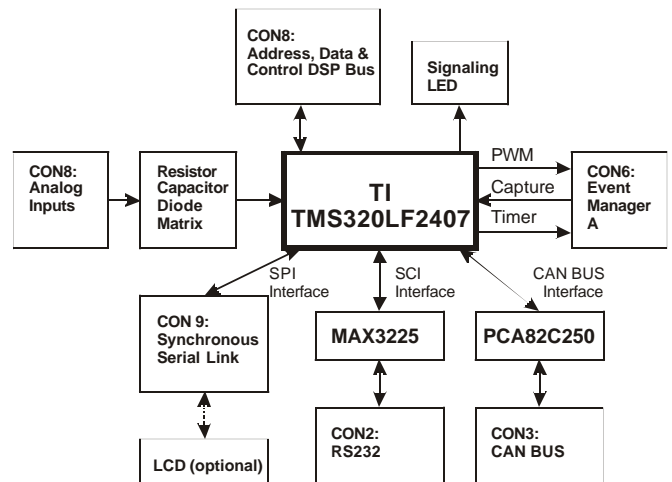 CON8:
Address, Data &
Control DSP Bus
Signaling
LED
CON8:
Analog
Inputs
Resistor
Capacitor
Diode
Matrix
TI
TMS320LF2407
PWM
Capture
Timer
CON6:
Event
Manager
A
SPI
Interface
SCI
Interface
CAN BUS
Interface
CON 9:
Synchronous
Serial Link
MAX3225
PCA82C250
LCD (optional)
CON2:
RS232
CON3:
CAN BUS